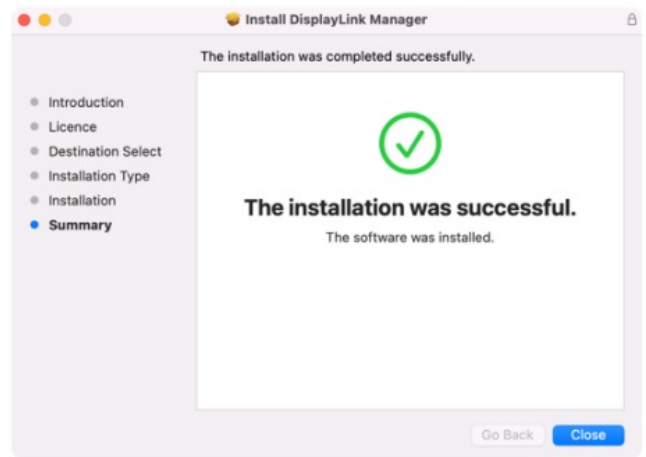 Install DisplayLink Manager
The installation was completed successfully.
Introduction
Licence
Destination Select
Installation Type
Installation
Summary
The installation was successful.
The software was installed.
Go Back
Close